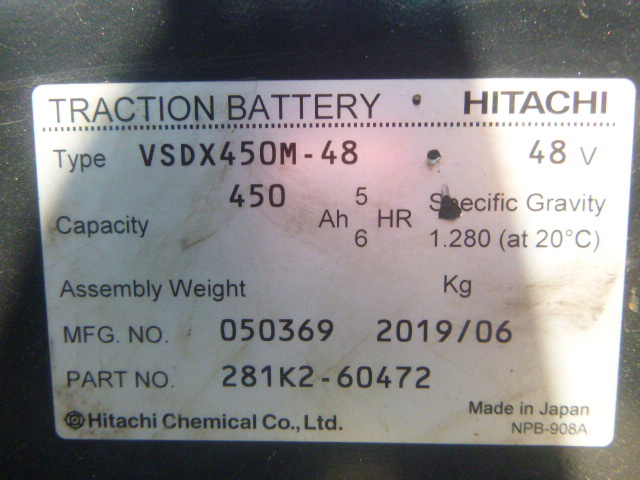 TRACTION BATTERY HITACHI
Type VSDX450M-48 48 V
Capacity 450 Ah 5 HR Specific Gravity
6 1.280 (at 20°C)
Assembly Weight Kg
MFG. NO. 050369 2019/06
PART NO. 281K2-60472
Hitachi Chemical Co., Ltd. Made in Japan
NPB-908A